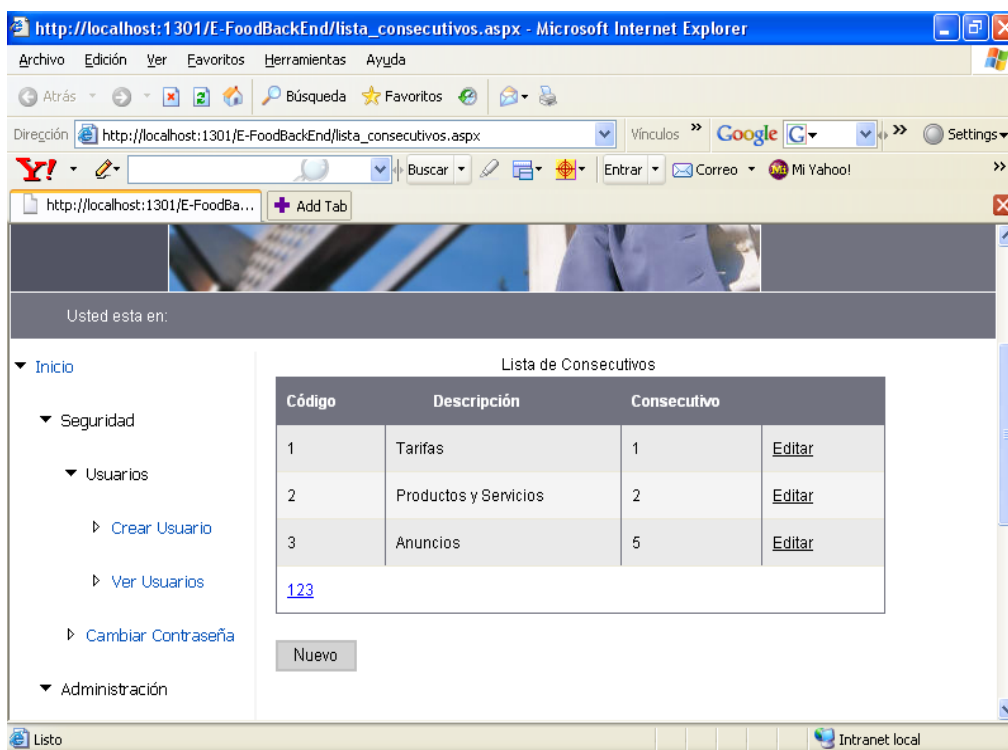 http://localhost:1301/E-FoodBackEnd/lista_consecutivos.aspx - Microsoft Internet Explorer
Archivo Edición Ver Favoritos Herramientas Ayuda
Atrás Búsqueda Favoritos
Dirección http://localhost:1301/E-FoodBackEnd/lista_consecutivos.aspx Vínculos » Google G Settings
Y! Buscar Entrar Correo Mi Yahoo! »
http://localhost:1301/E-FoodBa... Add Tab
Usted esta en:
Inicio
Seguridad
Usuarios
Crear Usuario
Ver Usuarios
Cambiar Contraseña
Administración
Lista de Consecutivos
Código Descripción Consecutivo
1 Tarifas 1 Editar
2 Productos y Servicios 2 Editar
3 Anuncios 5 Editar
123
Nuevo
Listo Intranet local